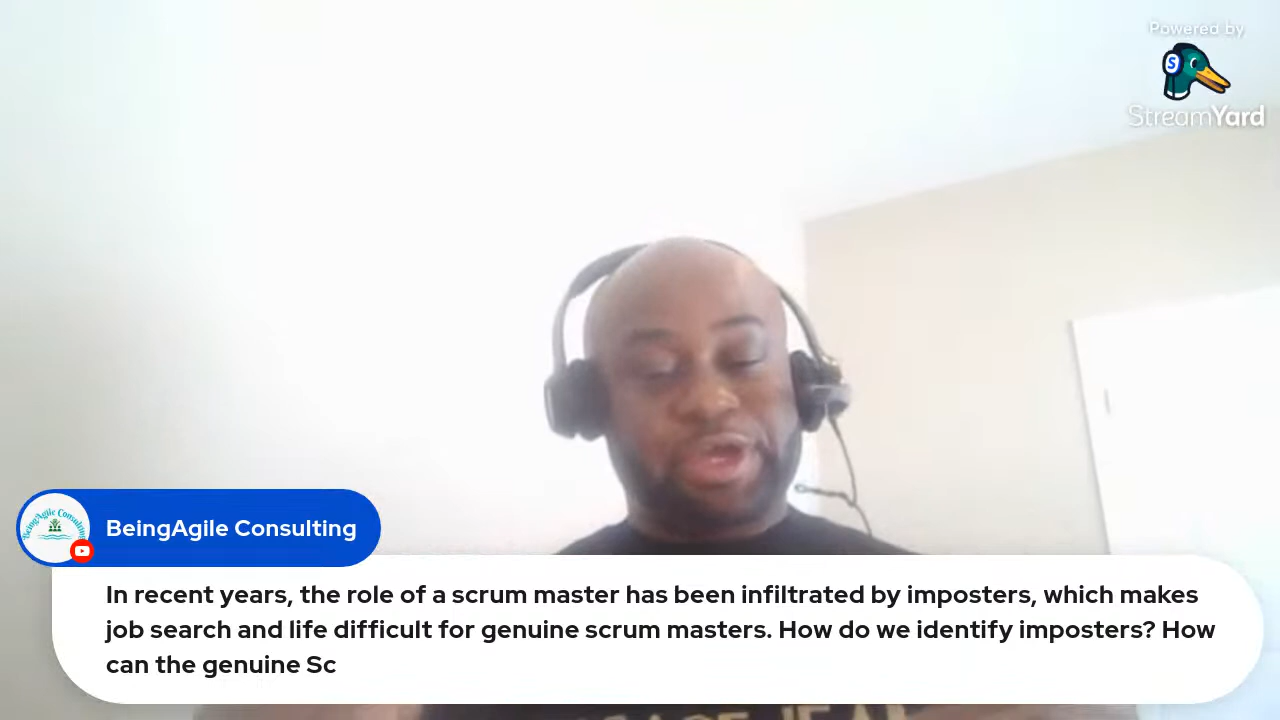 Powered by
S
StreamYard
BeingAgile Consulting
In recent years, the role of a scrum master has been infiltrated by imposters, which makes
job search and life difficult for genuine scrum masters. How do we identify imposters? How
can the genuine Sc